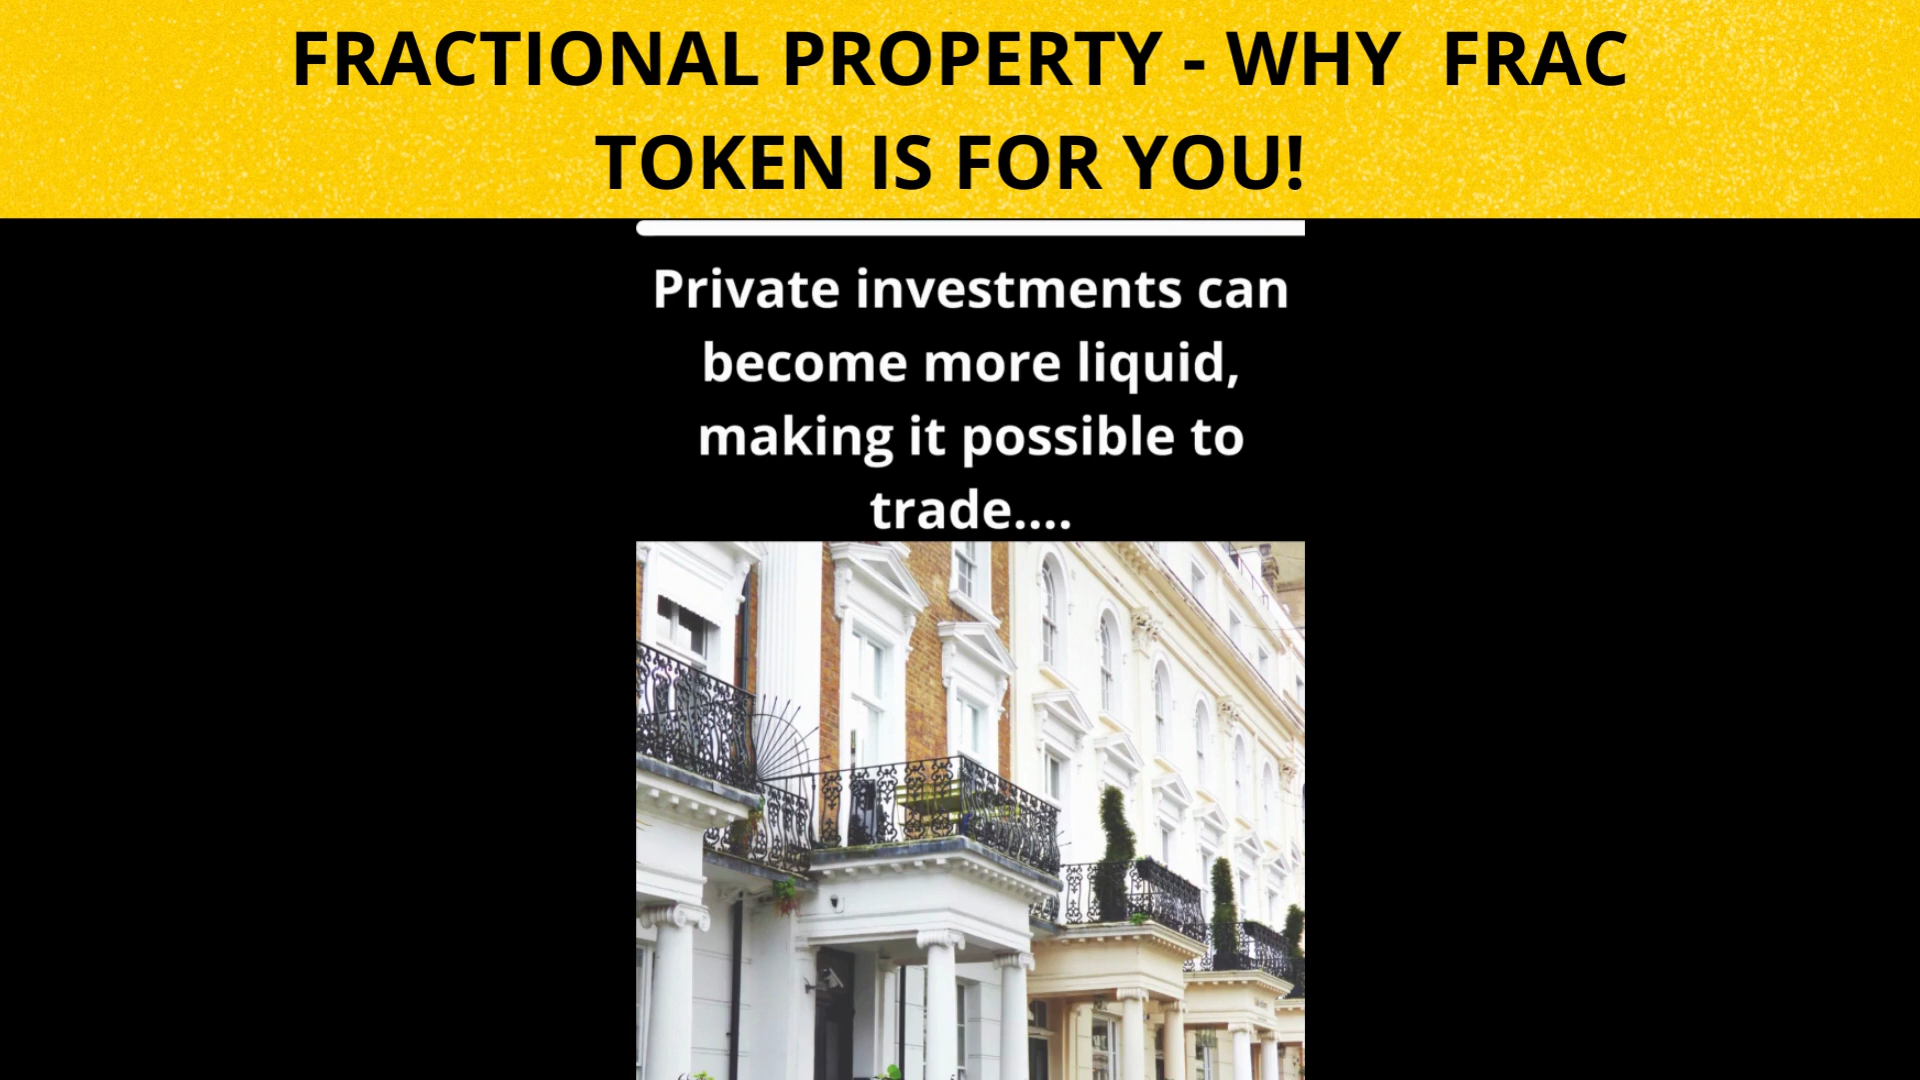 FRACTIONAL PROPERTY - WHY FRAC
TOKEN IS FOR YOU!
Private investments can
become more liquid,
making it possible to
trade....